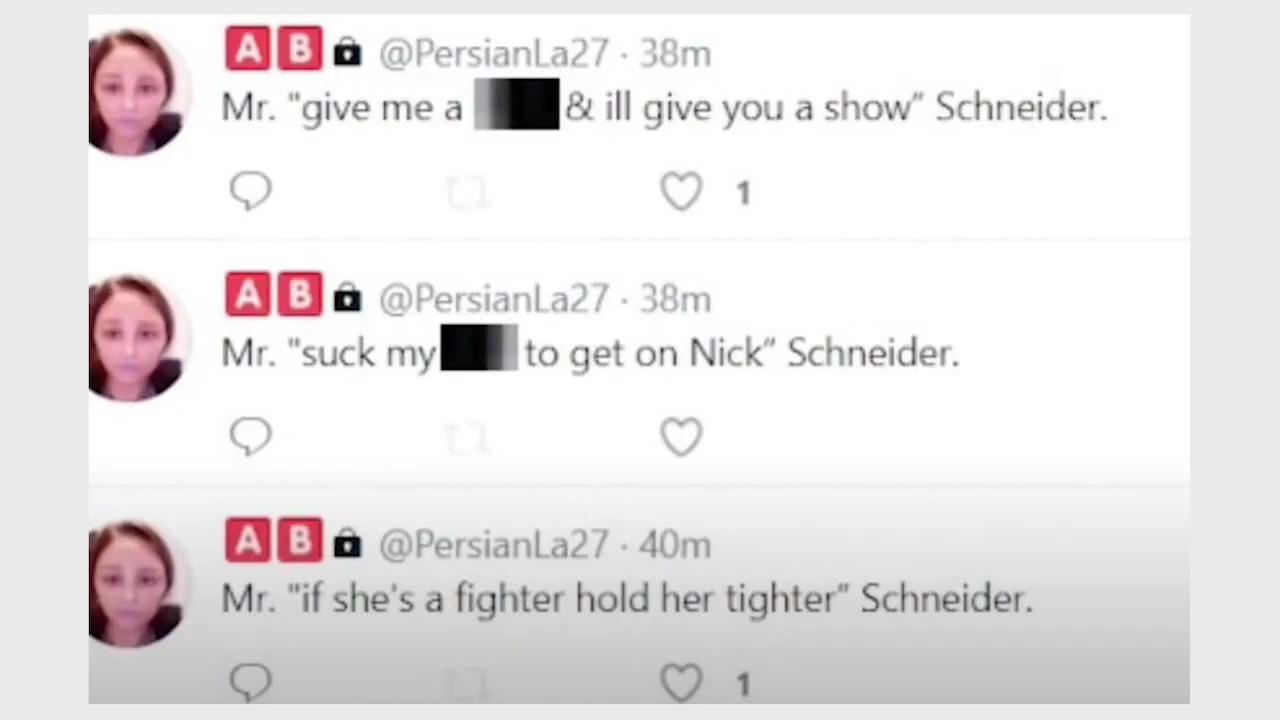 🅰🅱🔒 @PersianLa27 · 38m
Mr. "give me a & ill give you a show" Schneider.
1
🅰🅱🔒 @PersianLa27 · 38m
Mr. "suck my to get on Nick" Schneider.
🅰🅱🔒 @PersianLa27 · 40m
Mr. "if she's a fighter hold her tighter" Schneider.
1